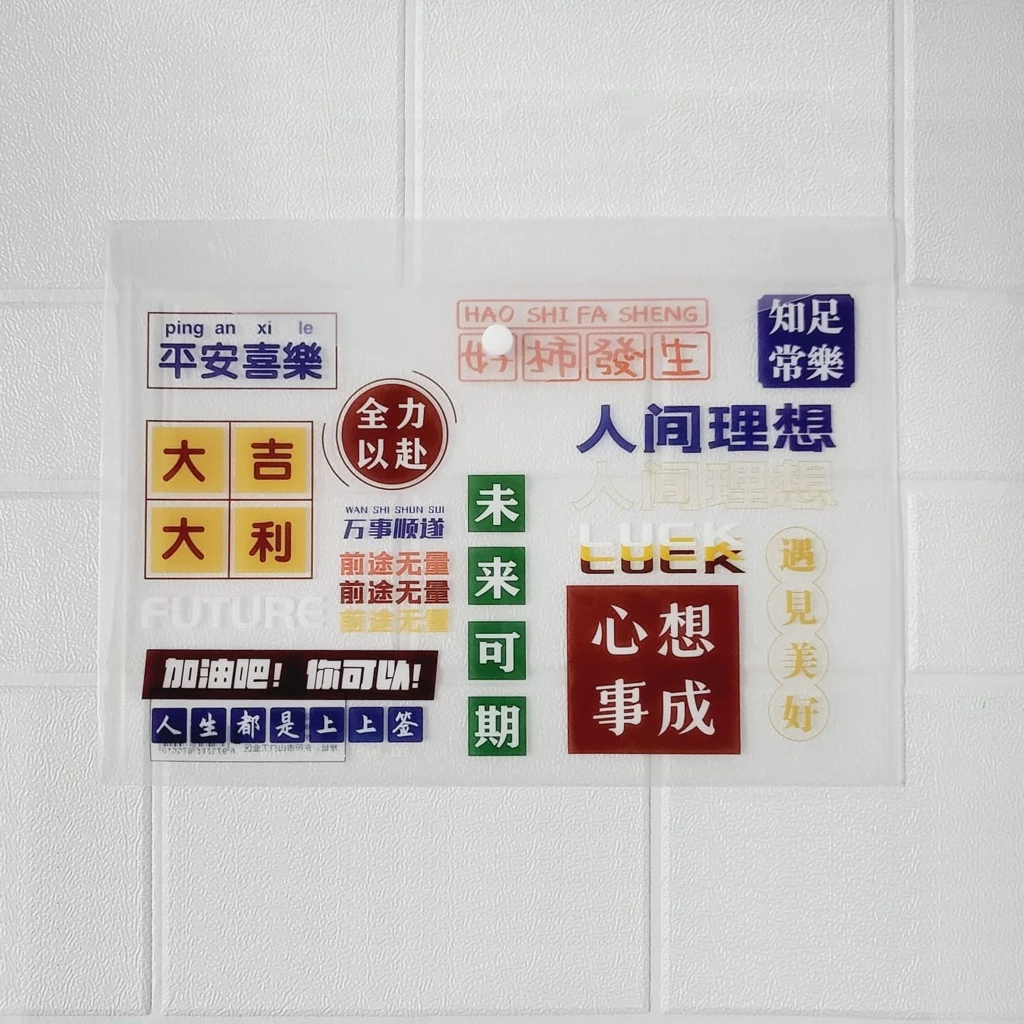 ping an xi le
平安喜樂
HAO SHI FA SHENG
好柿發生
知足
常樂
全力
以赴
大吉
大利
人间理想
人间理想
WAN SHI SHUN SUI
万事顺遂
前途无量
前途无量
前途无量
FUTURE
未
来
可
期
LUCK
LUCK
遇
見
美
好
心想
事成
加油吧! 你可以!
人生都是上上签